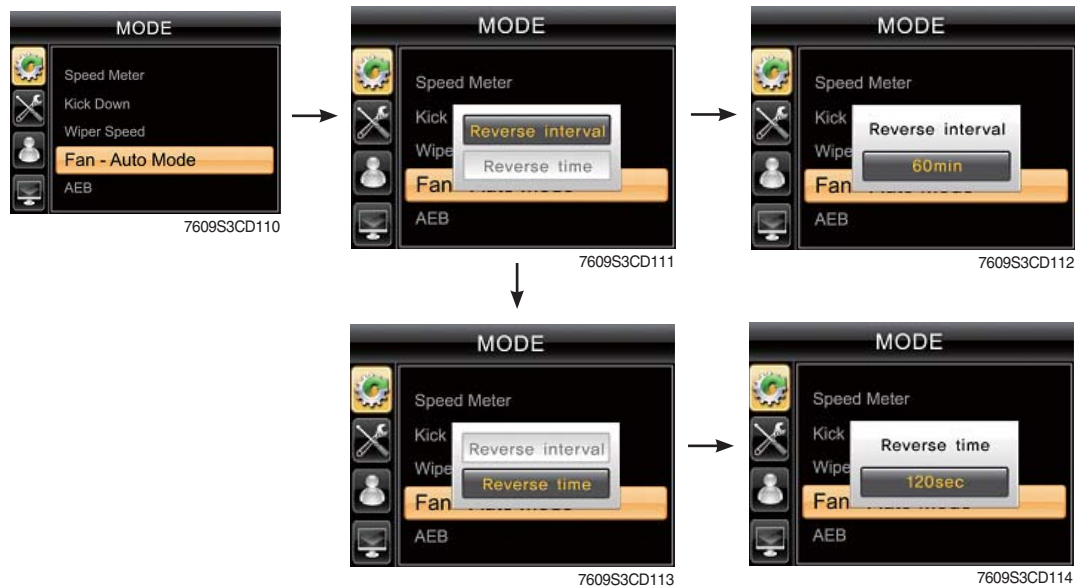 MODE
Speed Meter
Kick Down
Wiper Speed
Fan - Auto Mode
AEB
7609S3CD110
MODE
Speed Meter
Kick
Wipe
Fan
AEB
Reverse interval
Reverse time
7609S3CD111
MODE
Speed Meter
Kick
Wipe
Fan
AEB
Reverse interval
60min
7609S3CD112
MODE
Speed Meter
Kick
Wipe
Fan
AEB
Reverse interval
Reverse time
7609S3CD113
MODE
Speed Meter
Kick
Wipe
Fan
AEB
Reverse time
120sec
7609S3CD114